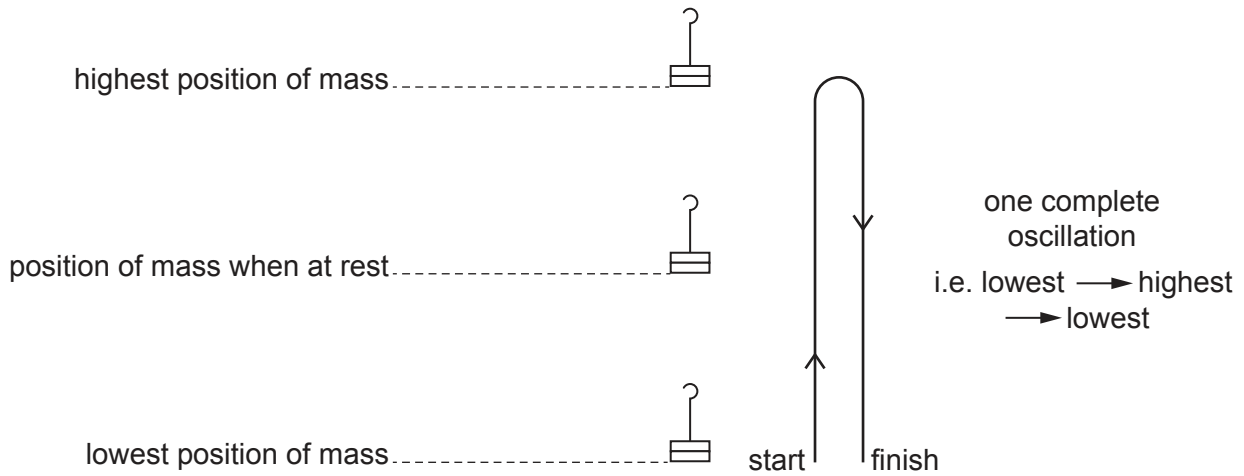 highest position of mass
position of mass when at rest
one complete
oscillation
i.e. lowest → highest
→ lowest
lowest position of mass
start
finish